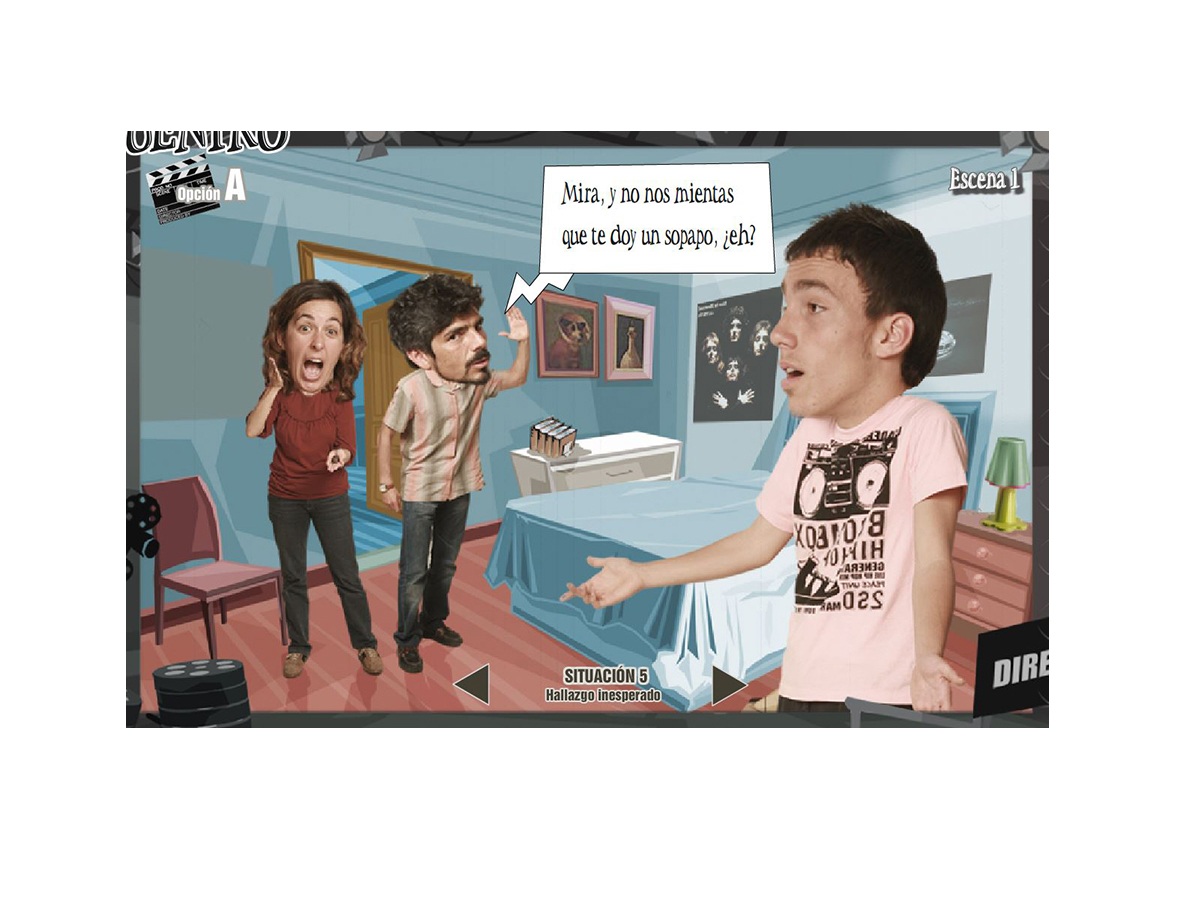 Opción A
Escena 1
Mira, y no nos mientas
que te doy un sopapo, ¿eh?
SITUACIÓN 5
Hallazgo inesperado
DIRE